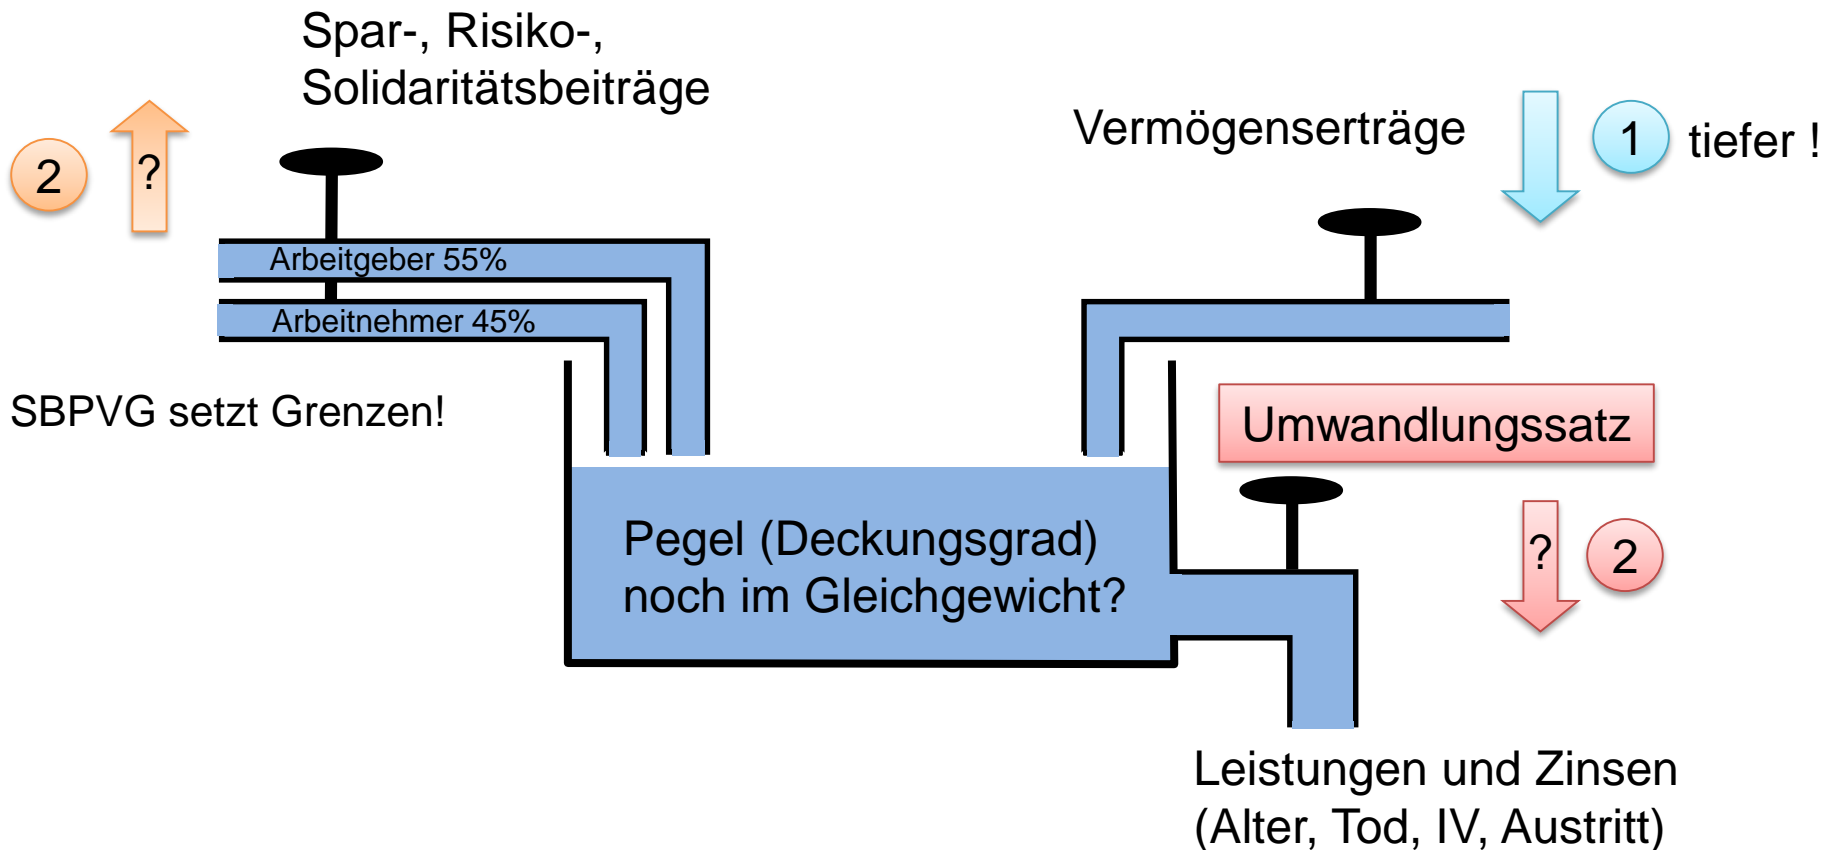 Spar-, Risiko-,
Solidaritätsbeiträge
2
?
Arbeitgeber 55%
Arbeitnehmer 45%
SBPVG setzt Grenzen!
Vermögenserträge
1
tiefer !
Umwandlungssatz
?
2
Pegel (Deckungsgrad)
noch im Gleichgewicht?
Leistungen und Zinsen
(Alter, Tod, IV, Austritt)